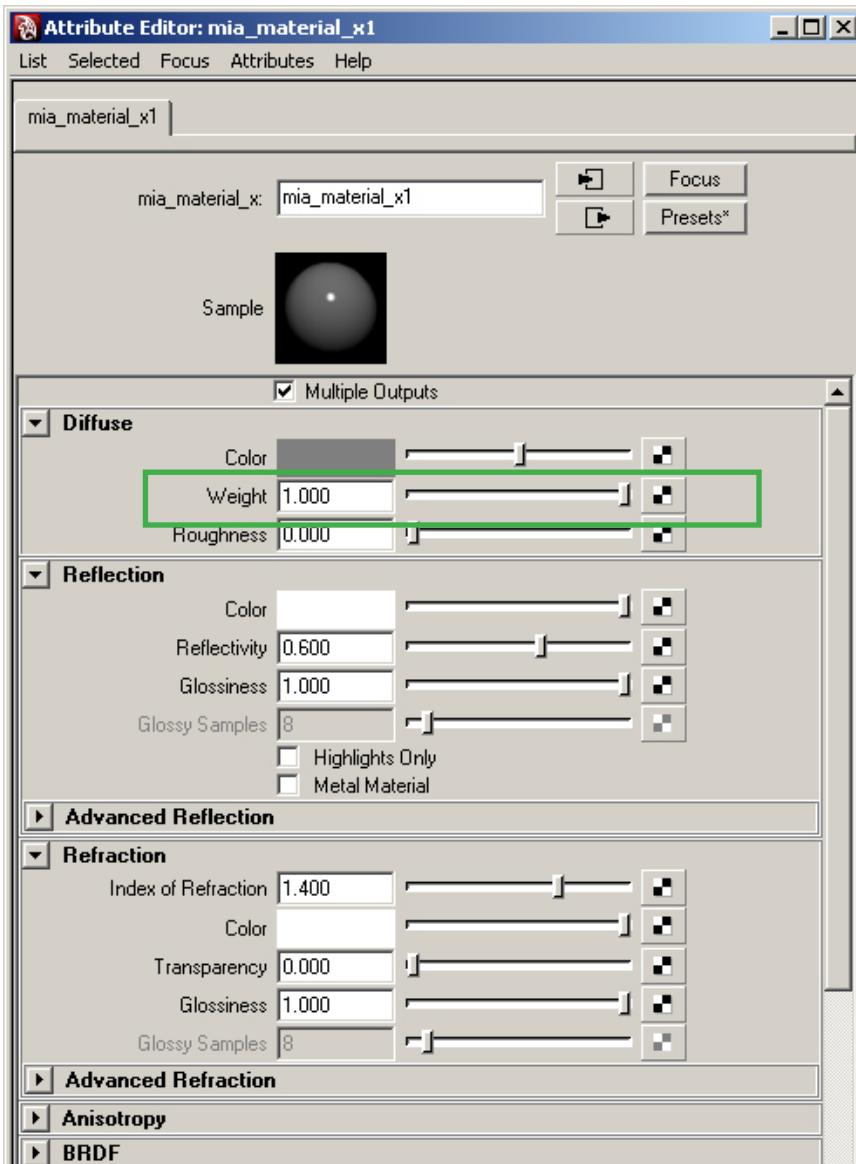 Attribute Editor: mia_material_x1
List Selected Focus Attributes Help
mia_material_x1
mia_material_x: mia_material_x1 Focus
Presets*
Sample
Multiple Outputs
Diffuse
Color
Weight 1.000
Roughness 0.000
Reflection
Color
Reflectivity 0.600
Glossiness 1.000
Glossy Samples 8
Highlights Only
Metal Material
Advanced Reflection
Refraction
Index of Refraction 1.400
Color
Transparency 0.000
Glossiness 1.000
Glossy Samples 8
Advanced Refraction
Anisotropy
BRDF